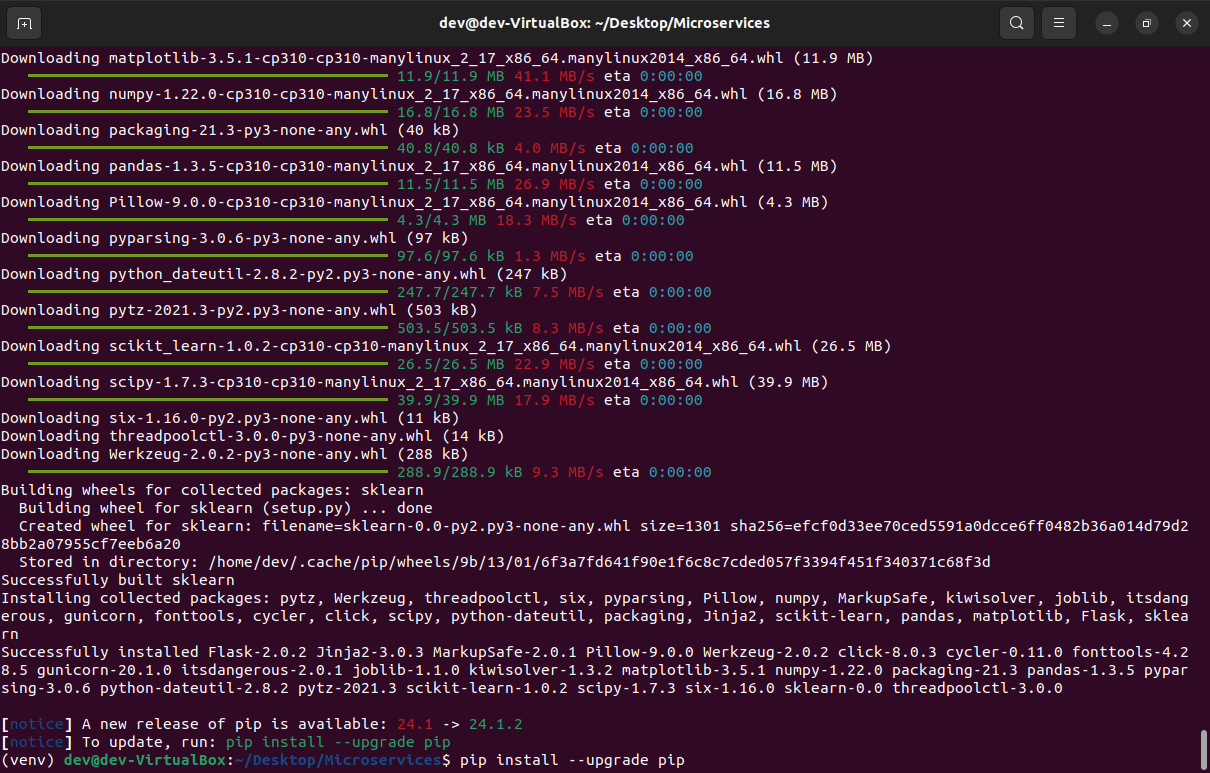 dev@dev-VirtualBox: ~/Desktop/Microservices
Downloading matplotlib-3.5.1-cp310-cp310-manylinux_2_17_x86_64.manylinux2014_x86_64.whl (11.9 MB)
11.9/11.9 MB 41.1 MB/s eta 0:00:00
Downloading numpy-1.22.0-cp310-cp310-manylinux_2_17_x86_64.manylinux2014_x86_64.whl (16.8 MB)
16.8/16.8 MB 23.5 MB/s eta 0:00:00
Downloading packaging-21.3-py3-none-any.whl (40 kB)
40.8/40.8 kB 4.0 MB/s eta 0:00:00
Downloading pandas-1.3.5-cp310-cp310-manylinux_2_17_x86_64.manylinux2014_x86_64.whl (11.5 MB)
11.5/11.5 MB 26.9 MB/s eta 0:00:00
Downloading Pillow-9.0.0-cp310-cp310-manylinux_2_17_x86_64.manylinux2014_x86_64.whl (4.3 MB)
4.3/4.3 MB 18.3 MB/s eta 0:00:00
Downloading pyparsing-3.0.6-py3-none-any.whl (97 kB)
97.6/97.6 kB 1.3 MB/s eta 0:00:00
Downloading python_dateutil-2.8.2-py2.py3-none-any.whl (247 kB)
247.7/247.7 kB 7.5 MB/s eta 0:00:00
Downloading pytz-2021.3-py2.py3-none-any.whl (503 kB)
503.5/503.5 kB 8.3 MB/s eta 0:00:00
Downloading scikit_learn-1.0.2-cp310-cp310-manylinux_2_17_x86_64.manylinux2014_x86_64.whl (26.5 MB)
26.5/26.5 MB 22.9 MB/s eta 0:00:00
Downloading scipy-1.7.3-cp310-cp310-manylinux_2_17_x86_64.manylinux2014_x86_64.whl (39.9 MB)
39.9/39.9 MB 17.9 MB/s eta 0:00:00
Downloading six-1.16.0-py2.py3-none-any.whl (11 kB)
Downloading threadpoolctl-3.0.0-py3-none-any.whl (14 kB)
Downloading Werkzeug-2.0.2-py3-none-any.whl (288 kB)
288.9/288.9 kB 9.3 MB/s eta 0:00:00
Building wheels for collected packages: sklearn
Building wheel for sklearn (setup.py) ... done
Created wheel for sklearn: filename=sklearn-0.0-py2.py3-none-any.whl size=1301 sha256=efcf0d33ee70ced5591a0dcce6ff0482b36a014d79d2
8bb2a07955cf7eeb6a20
Stored in directory: /home/dev/.cache/pip/wheels/9b/13/01/6f3a7fd641f90e1f6c8c7cded057f3394f451f340371c68f3d
Successfully built sklearn
Installing collected packages: pytz, Werkzeug, threadpoolctl, six, pyparsing, Pillow, numpy, MarkupSafe, kiwisolver, joblib, itsdang
erous, gunicorn, fonttools, cycler, click, scipy, python-dateutil, packaging, Jinja2, scikit-learn, pandas, matplotlib, Flask, sklea
rn
Successfully installed Flask-2.0.2 Jinja2-3.0.3 MarkupSafe-2.0.1 Pillow-9.0.0 Werkzeug-2.0.2 click-8.0.3 cycler-0.11.0 fonttools-4.2
8.5 gunicorn-20.1.0 itsdangerous-2.0.1 joblib-1.1.0 kiwisolver-1.3.2 matplotlib-3.5.1 numpy-1.22.0 packaging-21.3 pandas-1.3.5 pypar
sing-3.0.6 python-dateutil-2.8.2 pytz-2021.3 scikit-learn-1.0.2 scipy-1.7.3 six-1.16.0 sklearn-0.0 threadpoolctl-3.0.0
[notice] A new release of pip is available: 24.1 -> 24.1.2
[notice] To update, run: pip install --upgrade pip
(venv) dev@dev-VirtualBox:~/Desktop/Microservices$ pip install --upgrade pip